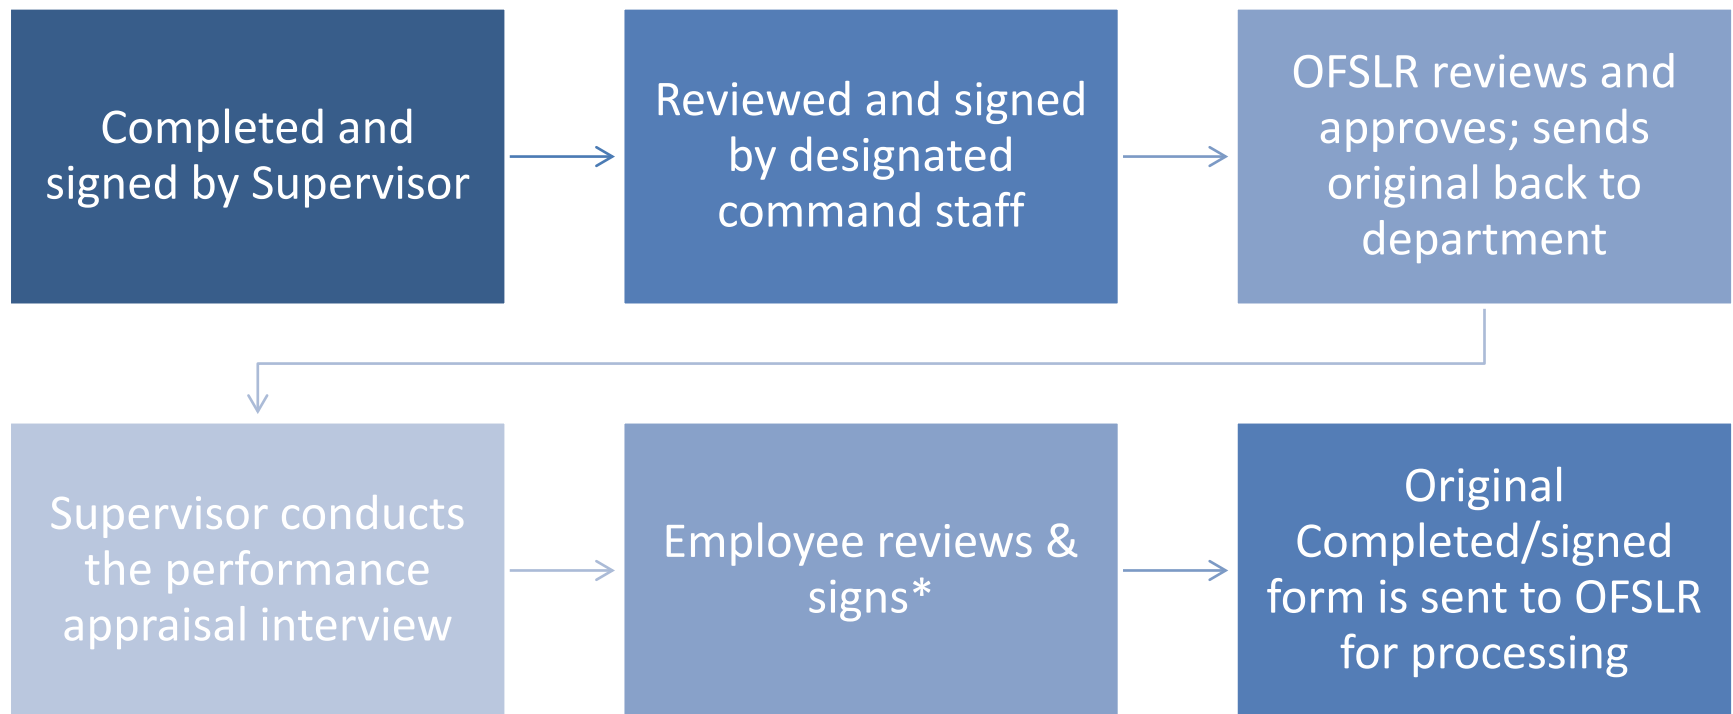 Completed and
signed by Supervisor
Reviewed and signed
by designated
command staff
OFSLR reviews and
approves; sends
original back to
department
Supervisor conducts
the performance
appraisal interview
Employee reviews &
signs*
Original
Completed/signed
form is sent to OFSLR
for processing